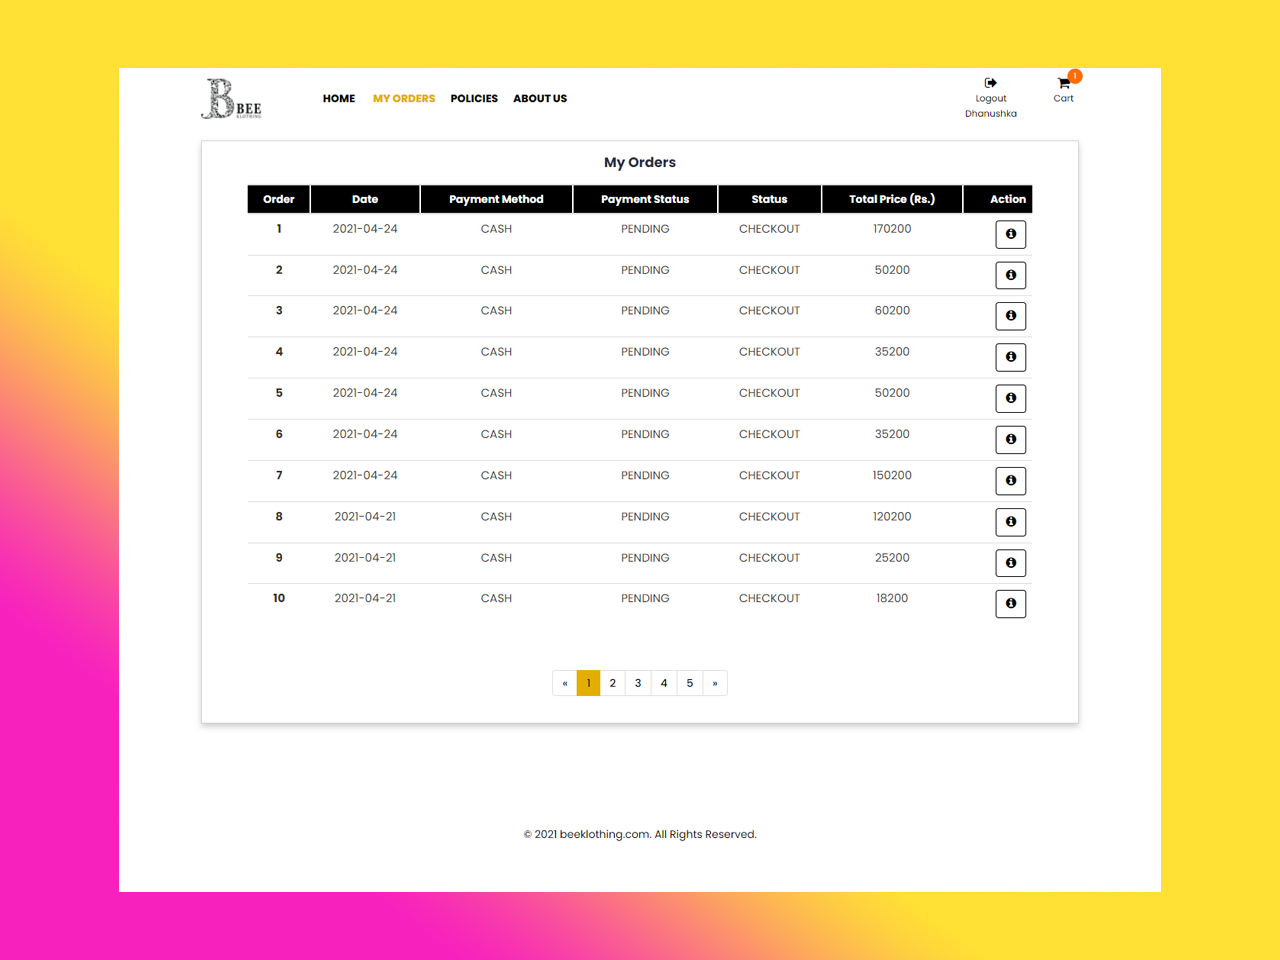 B BEE
KLOTHING
HOME MY ORDERS POLICIES ABOUT US
Logout
Dhanushka
1
Cart
My Orders
Order Date Payment Method Payment Status Status Total Price (Rs.) Action
1 2021-04-24 CASH PENDING CHECKOUT 170200
2 2021-04-24 CASH PENDING CHECKOUT 50200
3 2021-04-24 CASH PENDING CHECKOUT 60200
4 2021-04-24 CASH PENDING CHECKOUT 35200
5 2021-04-24 CASH PENDING CHECKOUT 50200
6 2021-04-24 CASH PENDING CHECKOUT 35200
7 2021-04-24 CASH PENDING CHECKOUT 150200
8 2021-04-21 CASH PENDING CHECKOUT 120200
9 2021-04-21 CASH PENDING CHECKOUT 25200
10 2021-04-21 CASH PENDING CHECKOUT 18200
« 1 2 3 4 5 »
© 2021 beeklothing.com. All Rights Reserved.